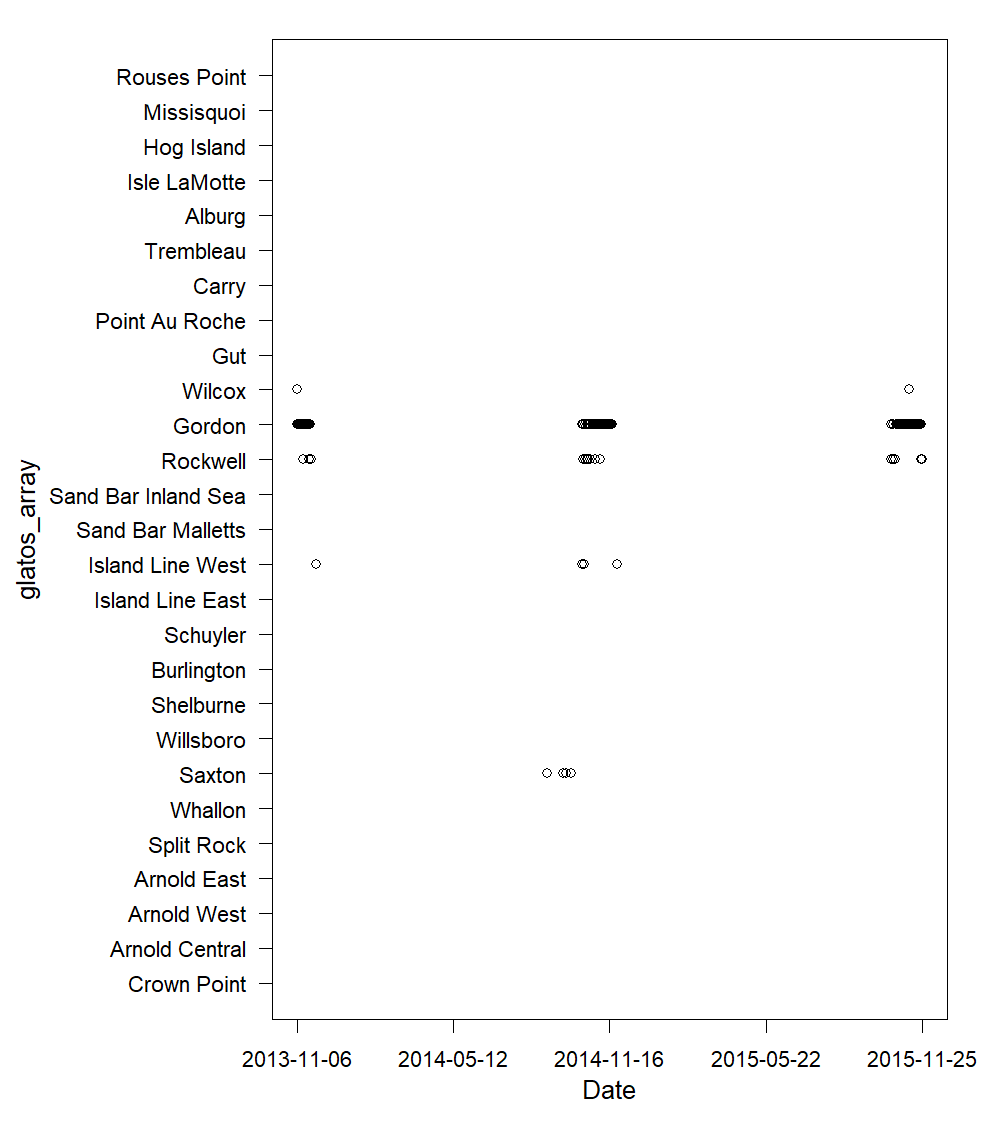 Rouses Point
Missisquoi
Hog Island
Isle LaMotte
Alburg
Trembleau
Carry
Point Au Roche
Gut
Wilcox
Gordon
Rockwell
Sand Bar Inland Sea
Sand Bar Malletts
Island Line West
Island Line East
Schuyler
Burlington
Shelburne
Willsboro
Saxton
Whallon
Split Rock
Arnold East
Arnold West
Arnold Central
Crown Point
glatos_array
2013-11-06 2014-05-12 2014-11-16 2015-05-22 2015-11-25
Date